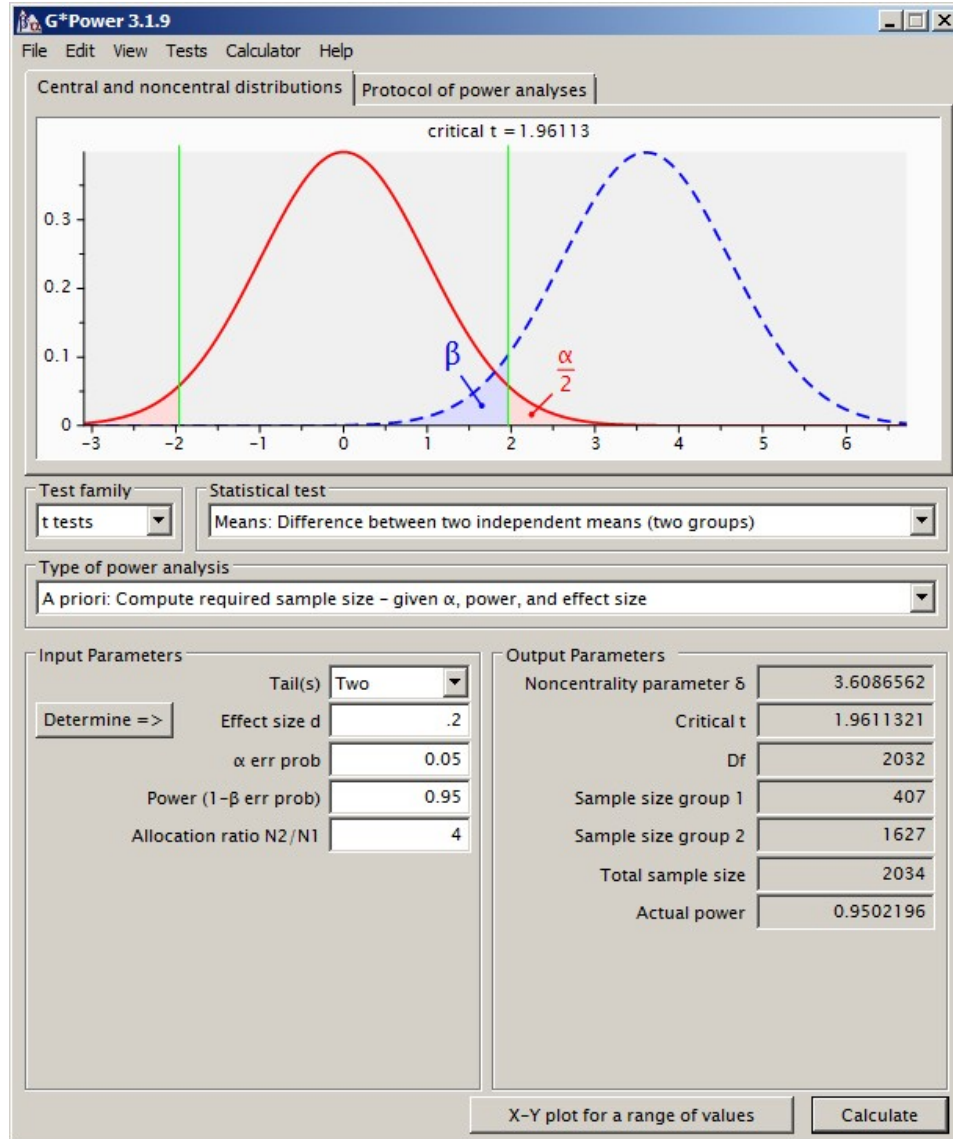 G*Power 3.1.9
File Edit View Tests Calculator Help
Central and noncentral distributions Protocol of power analyses
critical t = 1.96113
0.3
0.2
0.1
0
β
α
2
-3 -2 -1 0 1 2 3 4 5 6
Test family
t tests
Statistical test
Means: Difference between two independent means (two groups)
Type of power analysis
A priori: Compute required sample size – given α, power, and effect size
Input Parameters
Tail(s) Two
Determine => Effect size d .2
α err prob 0.05
Power (1-β err prob) 0.95
Allocation ratio N2/N1 4
Output Parameters
Noncentrality parameter δ 3.6086562
Critical t 1.9611321
Df 2032
Sample size group 1 407
Sample size group 2 1627
Total sample size 2034
Actual power 0.9502196
X-Y plot for a range of values Calculate